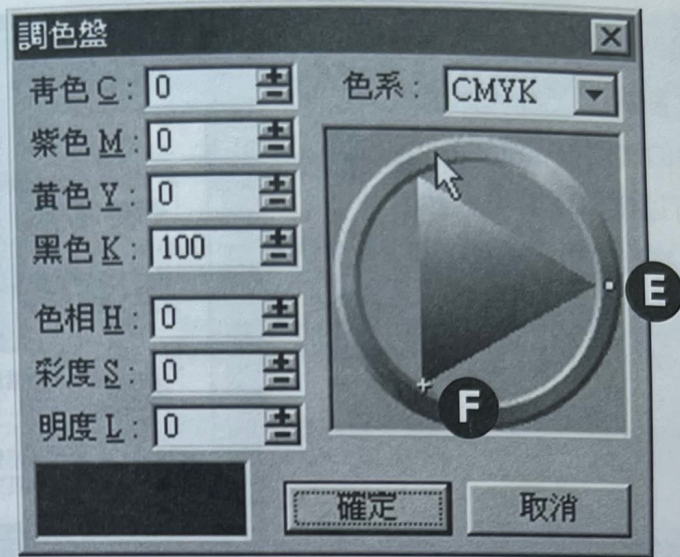 調色盤
青色 C: 0
紫色 M: 0
黄色 Y: 0
黑色 K: 100
色相 H: 0
彩度 S: 0
明度 L: 0
色系: CMYK
E
F
確定
取消